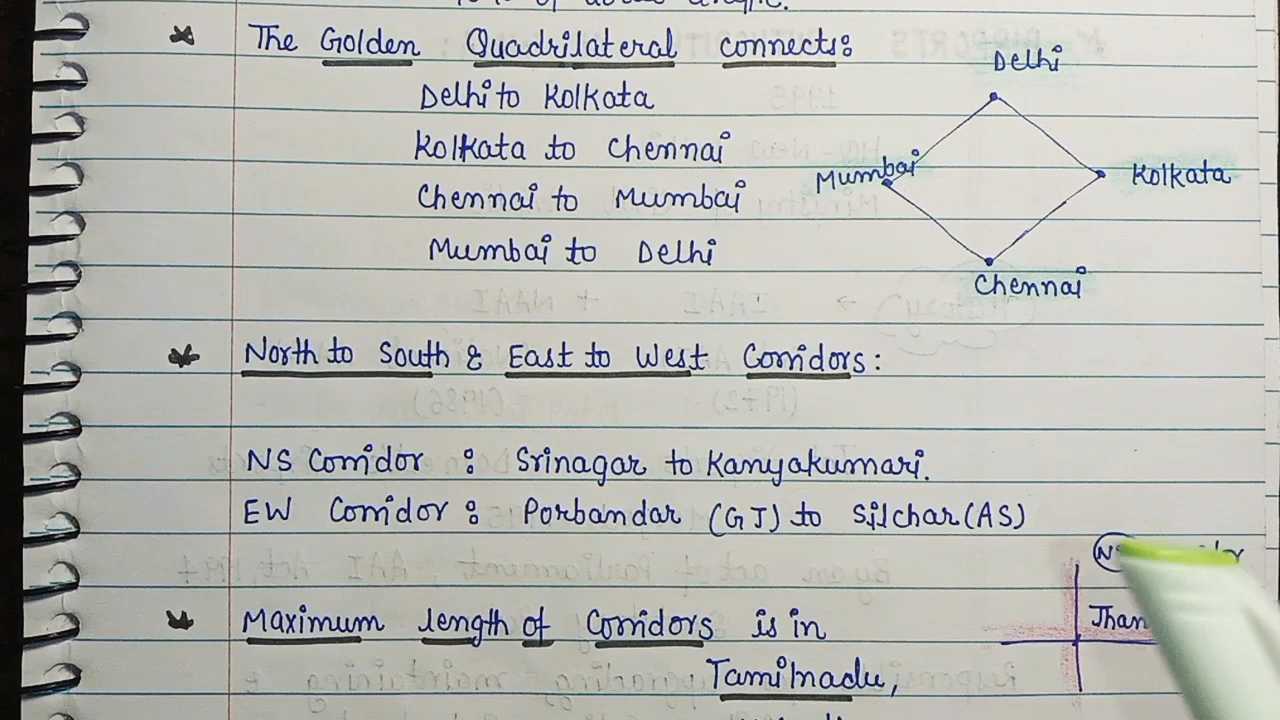 * The Golden Quadrilateral connects:
Delhi to Kolkata
Kolkata to Chennai
Chennai to Mumbai
Mumbai to Delhi
Delhi
Mumbai
Kolkata
Chennai
* North to South & East to West Corridors:
NS Corridor : Srinagar to Kanyakumari.
EW Corridor : Porbandar (GJ) to Silchar (AS)
* Maximum length of Corridors is in
Tamilnadu,